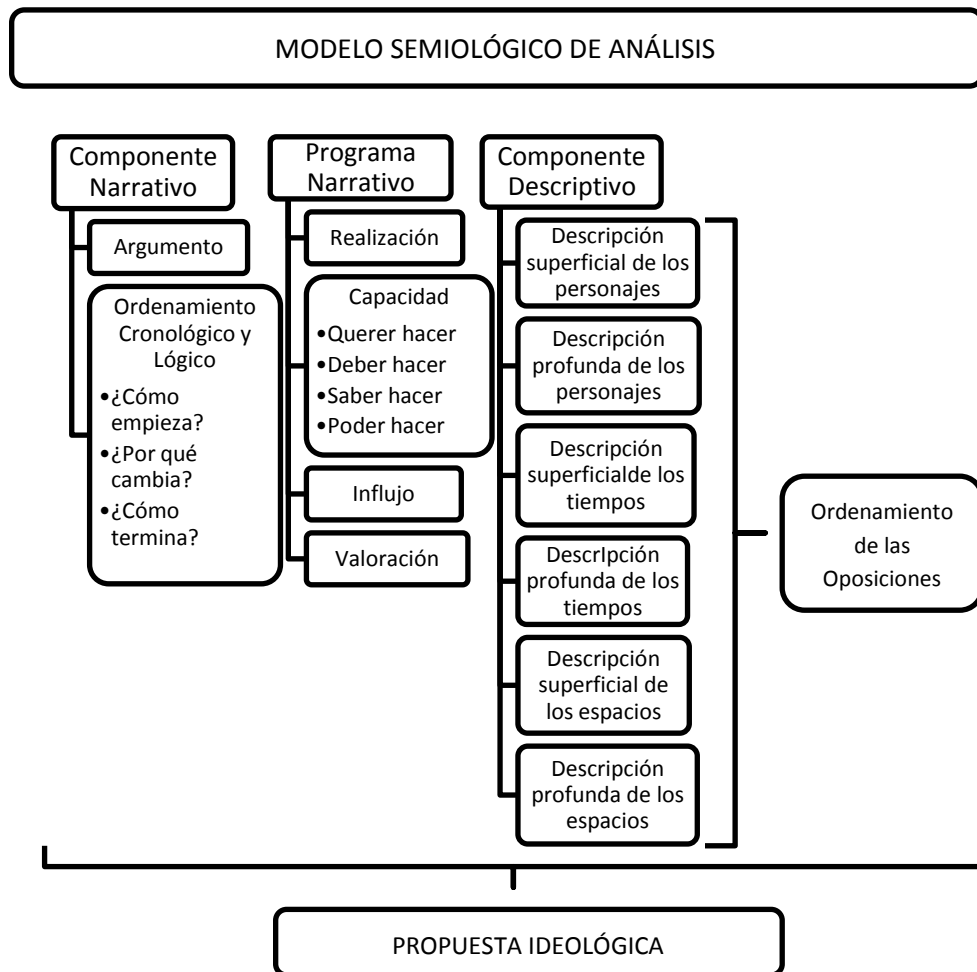 MODELO SEMIOLÓGICO DE ANÁLISIS
Componente
Narrativo
Argumento
Ordenamiento
Cronológico y
Lógico
•¿Cómo
empieza?
•¿Por qué
cambia?
•¿Cómo
termina?
Programa
Narrativo
Realización
Capacidad
•Querer hacer
•Deber hacer
•Saber hacer
•Poder hacer
Influjo
Valoración
Componente
Descriptivo
Descripción
superficial de los
personajes
Descripción
profunda de los
personajes
Descripción
superficialde los
tiempos
DescrIpción
profunda de los
tiempos
Descripción
superficial de
los espacios
Descripción
profunda de los
espacios
Ordenamiento
de las
Oposiciones
PROPUESTA IDEOLÓGICA